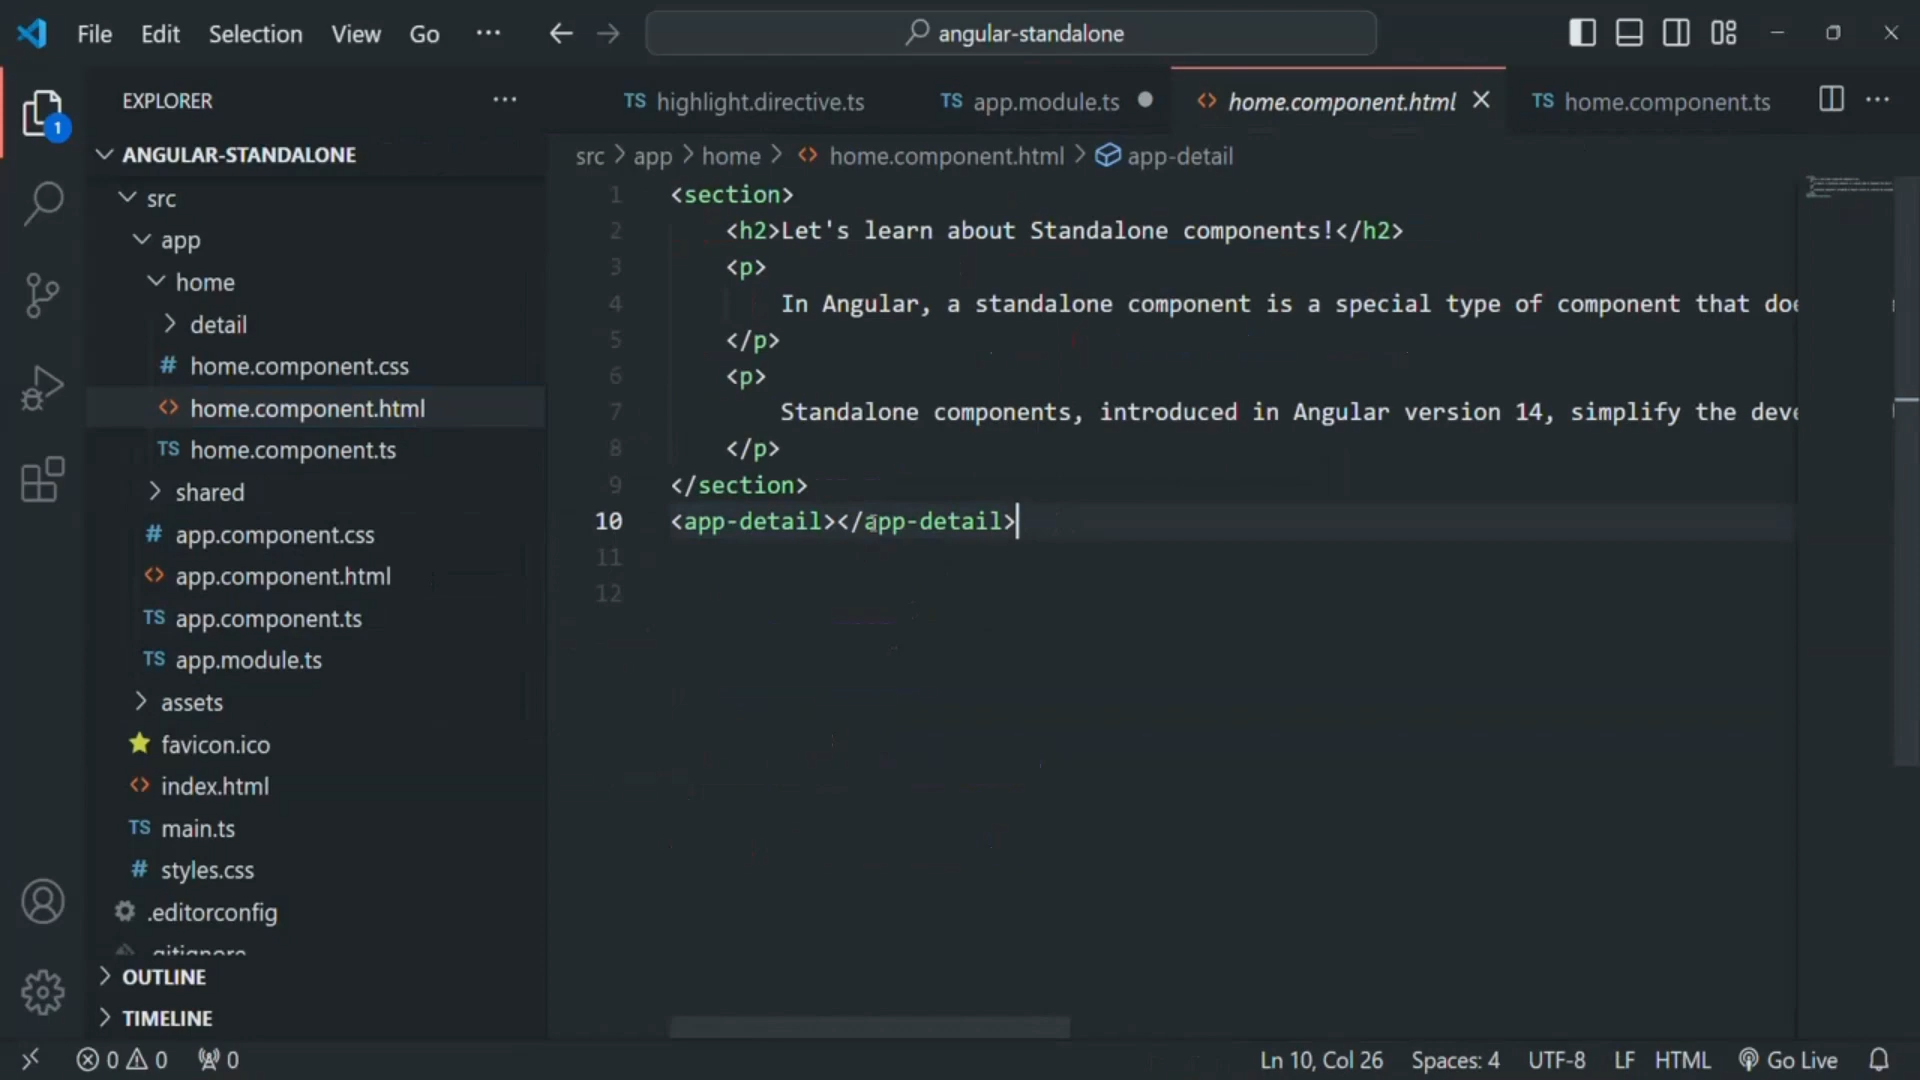 File Edit Selection View Go ··· angular-standalone
EXPLORER ···
TS highlight.directive.ts TS app.module.ts <> home.component.html TS home.component.ts ···
1
ANGULAR-STANDALONE
src > app > home > <> home.component.html > app-detail
src
app
home
detail
# home.component.css
<> home.component.html
TS home.component.ts
shared
# app.component.css
<> app.component.html
TS app.component.ts
TS app.module.ts
assets
favicon.ico
<> index.html
TS main.ts
# styles.css
.editorconfig
.gitignore
OUTLINE
TIMELINE
1 <section>
2 <h2>Let's learn about Standalone components!</h2>
3 <p>
4 In Angular, a standalone component is a special type of component that doe
5 </p>
6 <p>
7 Standalone components, introduced in Angular version 14, simplify the deve
8 </p>
9 </section>
10 <app-detail></app-detail>
11
12
0 0 0 Ln 10, Col 26 Spaces: 4 UTF-8 LF HTML Go Live